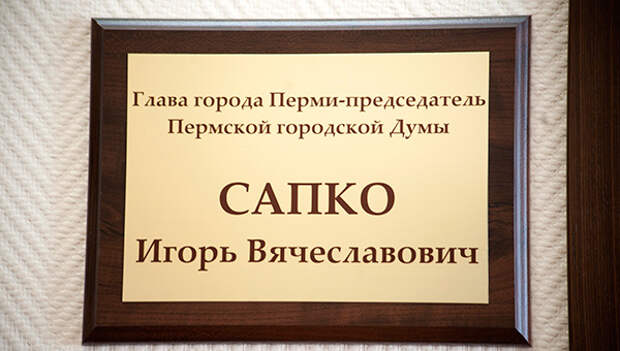 Глава города Перми-председатель
Пермской городской Думы
САПКО
Игорь Вячеславович